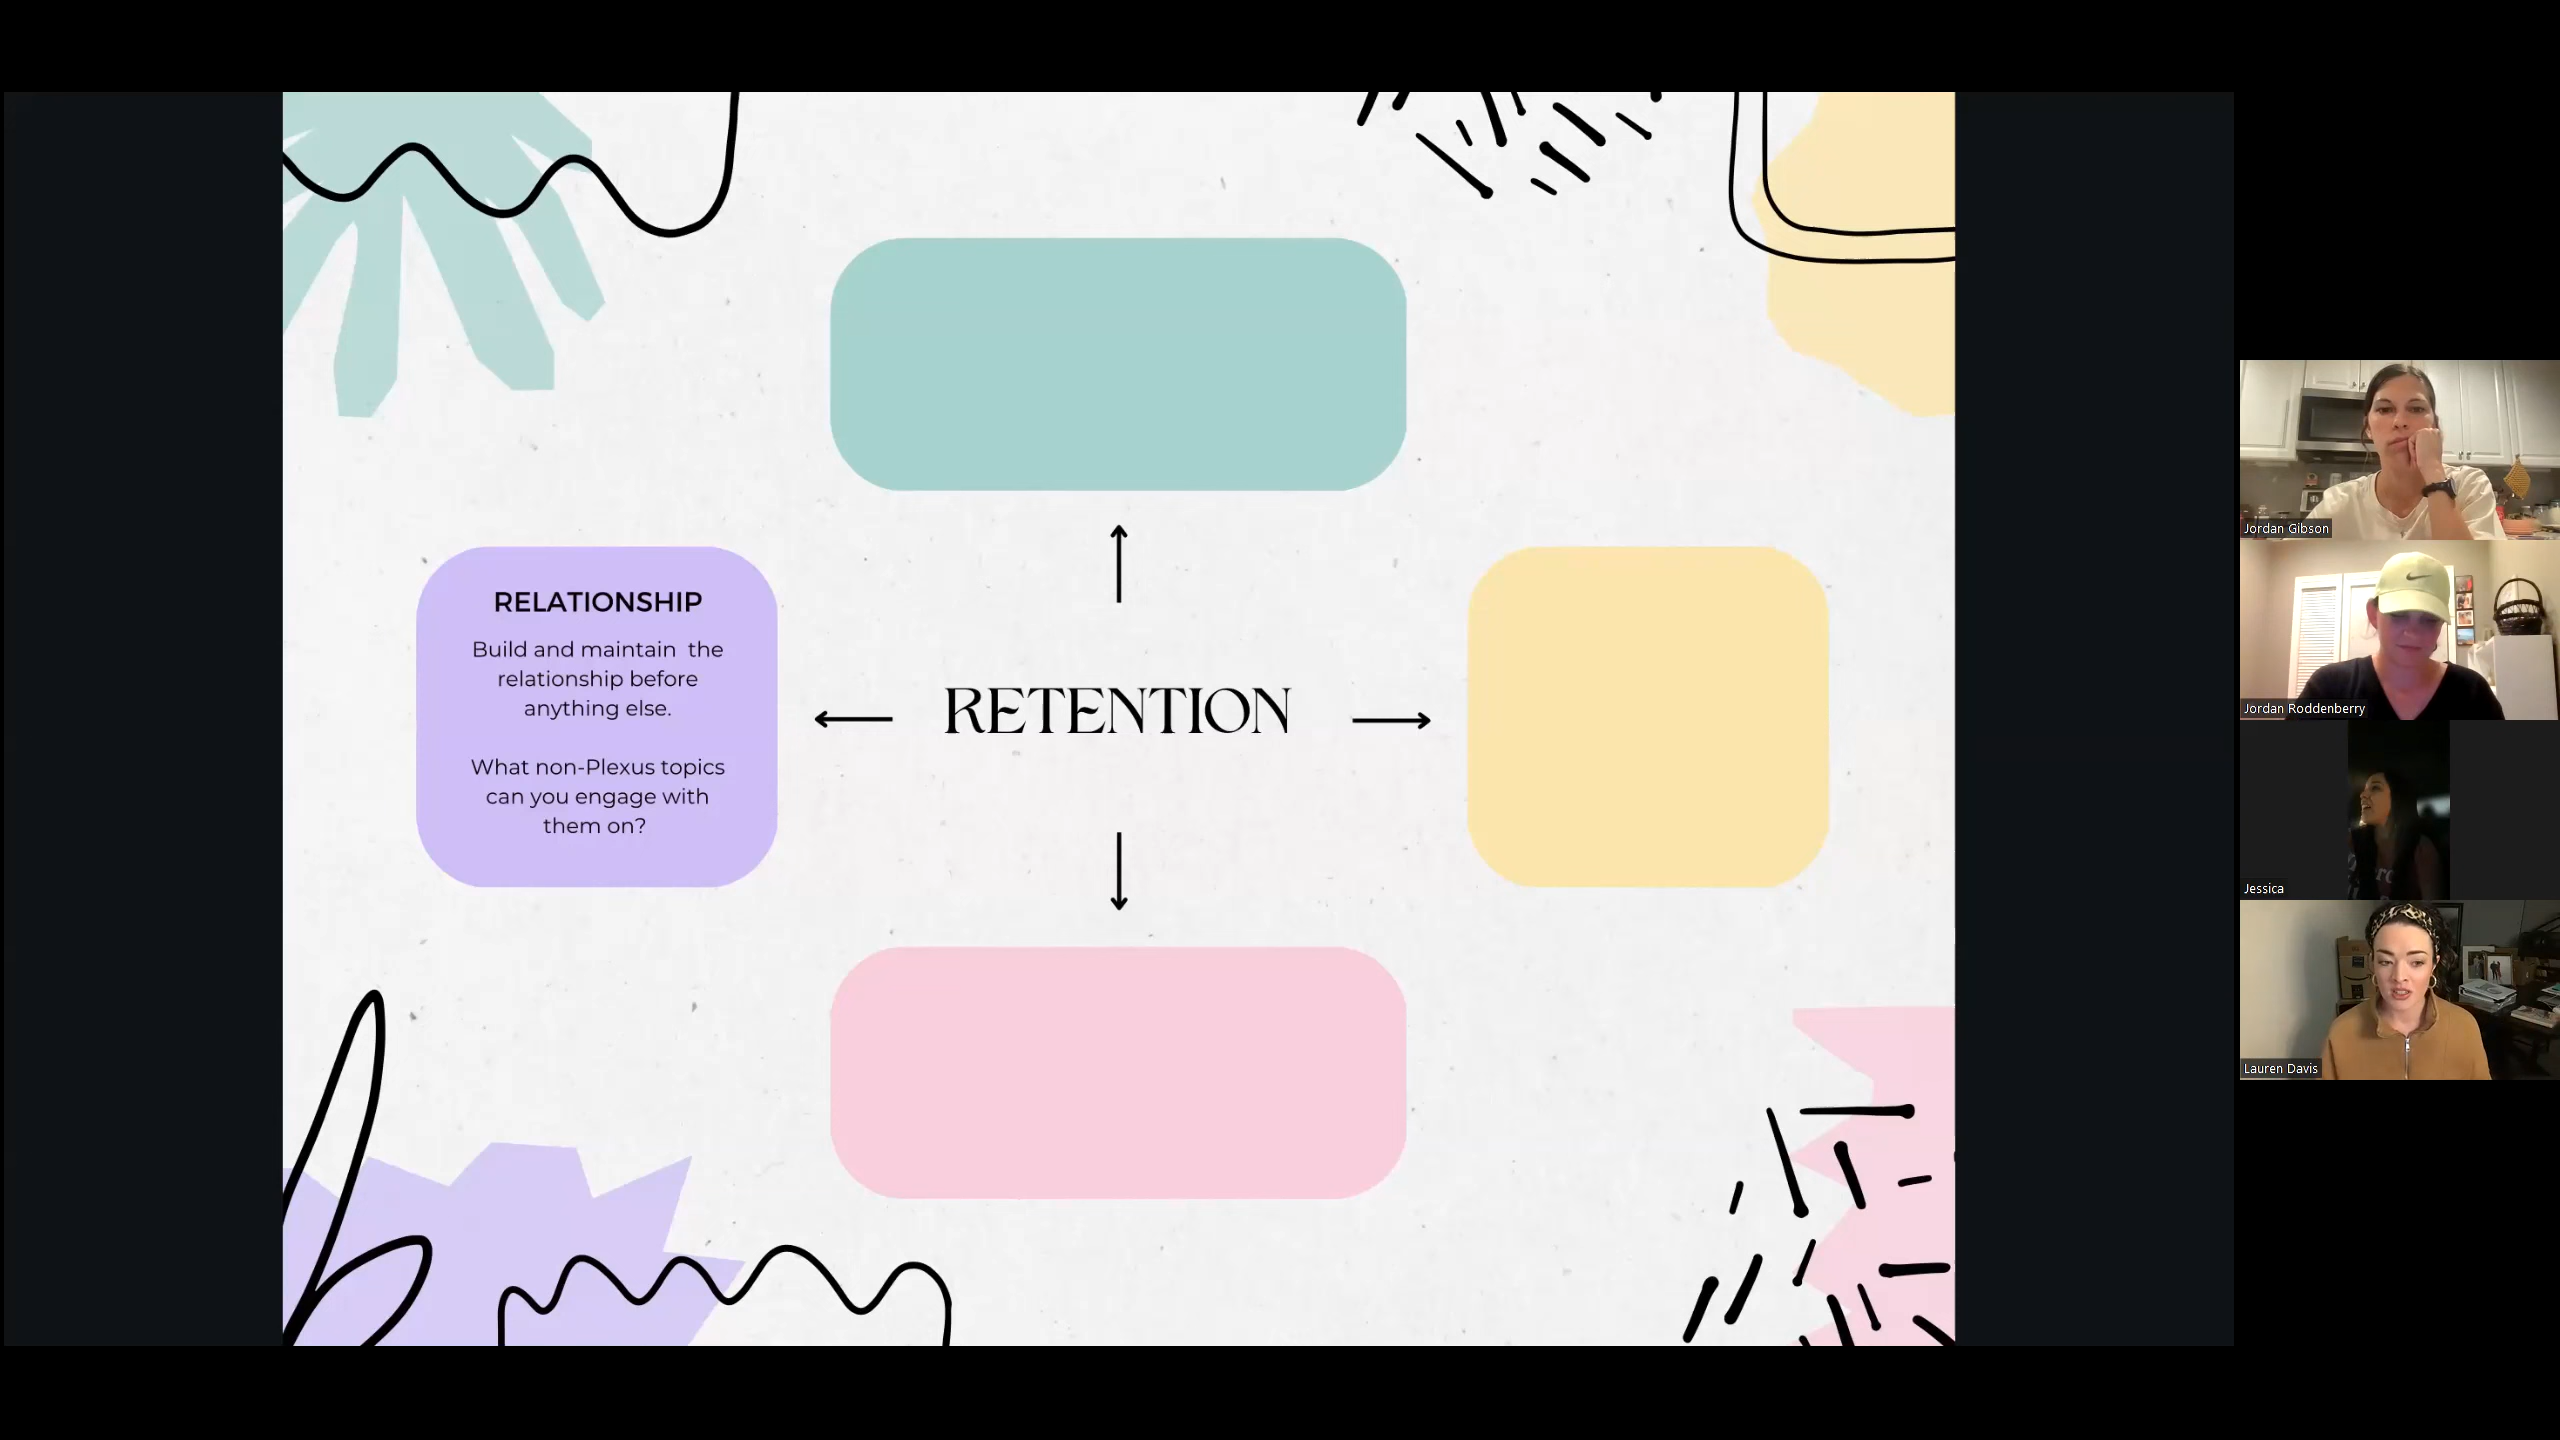 RELATIONSHIP
Build and maintain the
relationship before
anything else.
What non-Plexus topics
can you engage with
them on?
RETENTION
Jordan Gibson
Jordan Roddenberry
Jessica
Lauren Davis